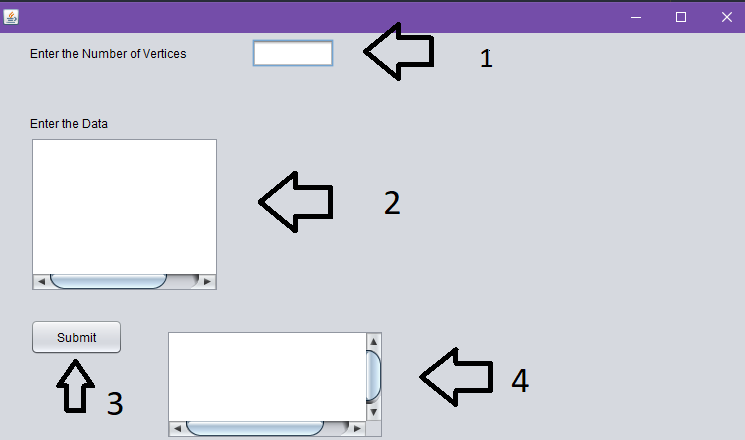 Enter the Number of Vertices
1
Enter the Data
2
Submit
3
4